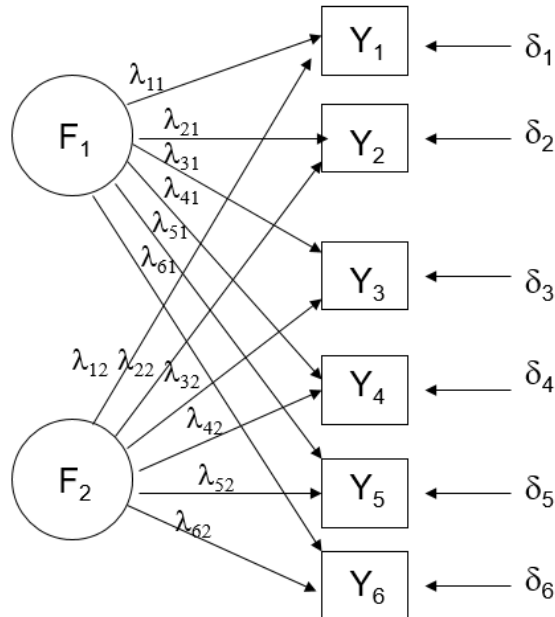 Y₁
δ₁
λ₁₁
F₁
λ₂₁
Y₂
δ₂
λ₃₁
λ₄₁
λ₅₁
λ₆₁
Y₃
δ₃
λ₁₂ λ₂₂ λ₃₂
Y₄
δ₄
λ₄₂
F₂
λ₅₂
Y₅
δ₅
λ₆₂
Y₆
δ₆